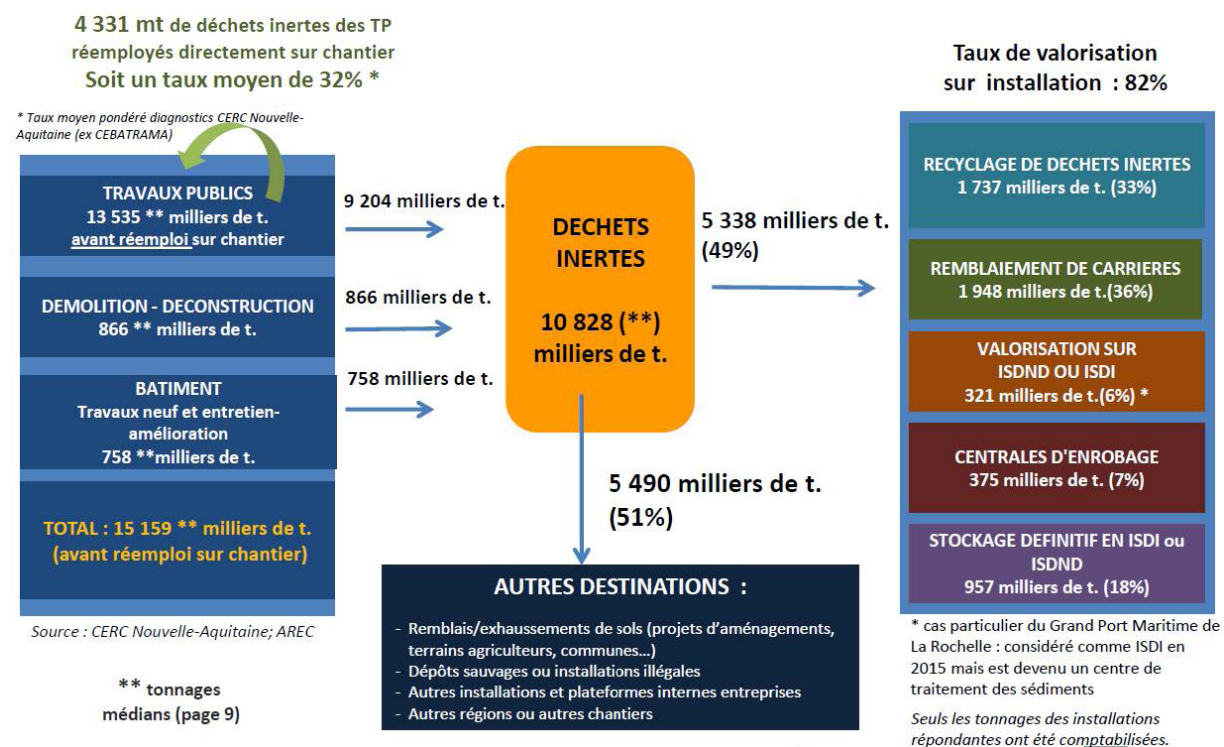 4 331 mt de déchets inertes des TP
réemployés directement sur chantier
Soit un taux moyen de 32% *
* Taux moyen pondéré diagnostics CERC Nouvelle-
Aquitaine (ex CEBATRAMA)
TRAVAUX PUBLICS
13 535 ** milliers de t.
avant réemploi sur chantier
DEMOLITION - DECONSTRUCTION
866 ** milliers de t.
BATIMENT
Travaux neuf et entretien-
amélioration
758 **milliers de t.
TOTAL : 15 159 ** milliers de t.
(avant réemploi sur chantier)
Source : CERC Nouvelle-Aquitaine; AREC
** tonnages
médians (page 9)
9 204 milliers de t.
866 milliers de t.
758 milliers de t.
DECHETS
INERTES
10 828 (**)
milliers de t.
5 338 milliers de t.
(49%)
5 490 milliers de t.
(51%)
AUTRES DESTINATIONS :
- Remblais/exhaussements de sols (projets d'aménagements,
terrains agriculteurs, communes...)
- Dépôts sauvages ou installations illégales
- Autres installations et plateformes internes entreprises
- Autres régions ou autres chantiers
Taux de valorisation
sur installation : 82%
RECYCLAGE DE DECHETS INERTES
1 737 milliers de t. (33%)
REMBLAIEMENT DE CARRIERES
1 948 milliers de t.(36%)
VALORISATION SUR
ISDND OU ISDI
321 milliers de t.(6%) *
CENTRALES D'ENROBAGE
375 milliers de t. (7%)
STOCKAGE DEFINITIF EN ISDI ou
ISDND
957 milliers de t. (18%)
* cas particulier du Grand Port Maritime de
La Rochelle : considéré comme ISDI en
2015 mais est devenu un centre de
traitement des sédiments
Seuls les tonnages des installations
répondantes ont été comptabilisées.